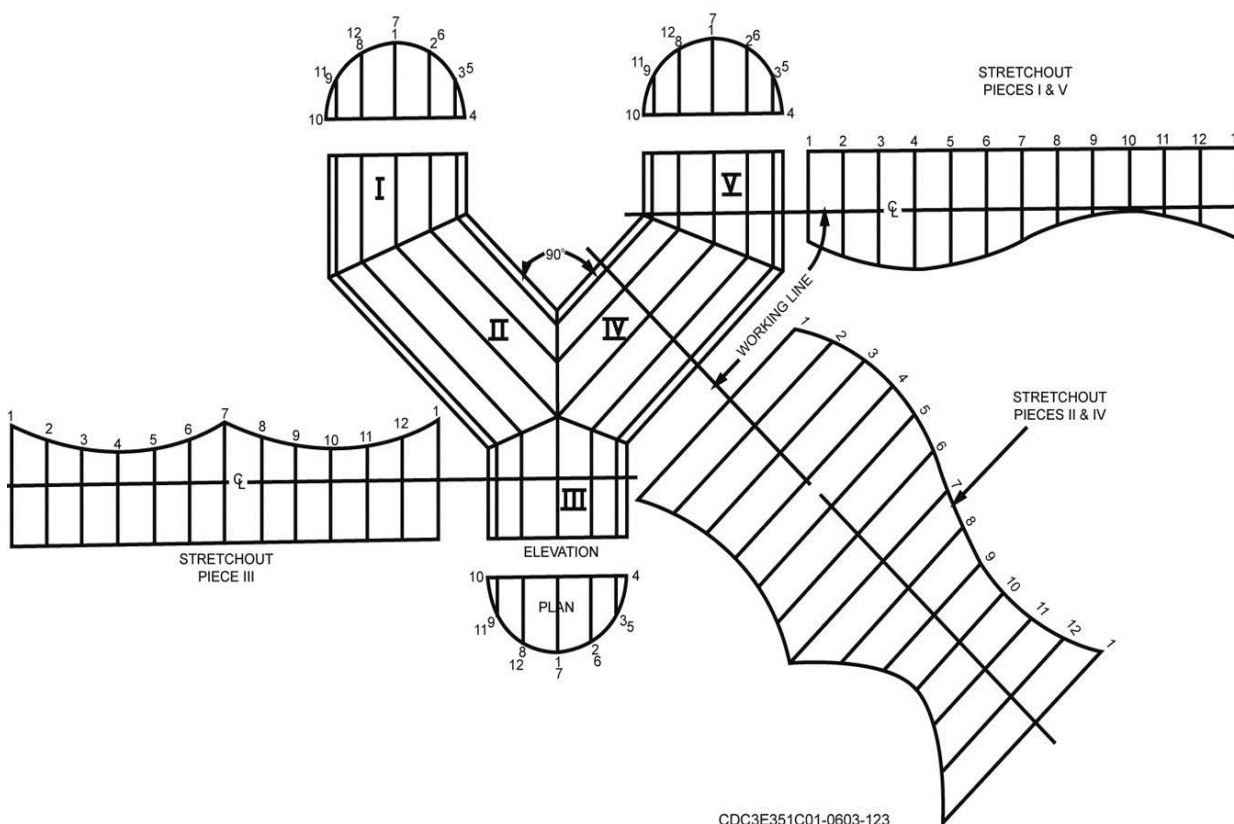 7
12 1 2 6
8
11 9 3 5
10 4
7
12 1 2 6
8
11 9 3 5
10 4
STRETCHOUT
PIECES I & V
1 2 3 4 5 6 7 8 9 10 11 12 1
I
V
℄
90°
II
IV
WORKING LINE
1
2
3
4
5
6
7
8
9
10
11
12
1
STRETCHOUT
PIECES II & IV
1 2 3 4 5 6 7 8 9 10 11 12 1
℄
III
STRETCHOUT
PIECE III
ELEVATION
10 4
PLAN
11 9 3 5
8 2
12 1 6
7
CDC3E351C01-0603-123